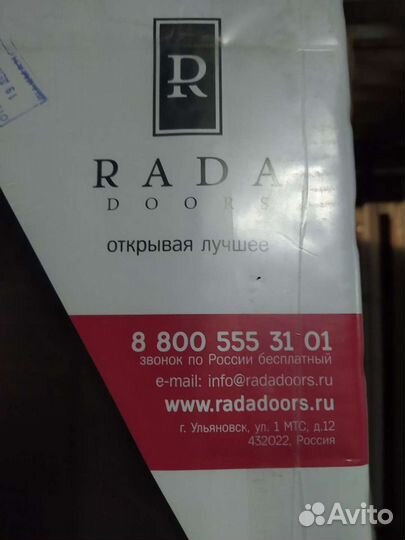 R
RADA
DOORS
открывая лучшее
8 800 555 31 01
звонок по России бесплатный
e-mail: info@radadoors.ru
www.radadoors.ru
г. Ульяновск, ул. 1 МТС, д.12
432022, Россия
Avito